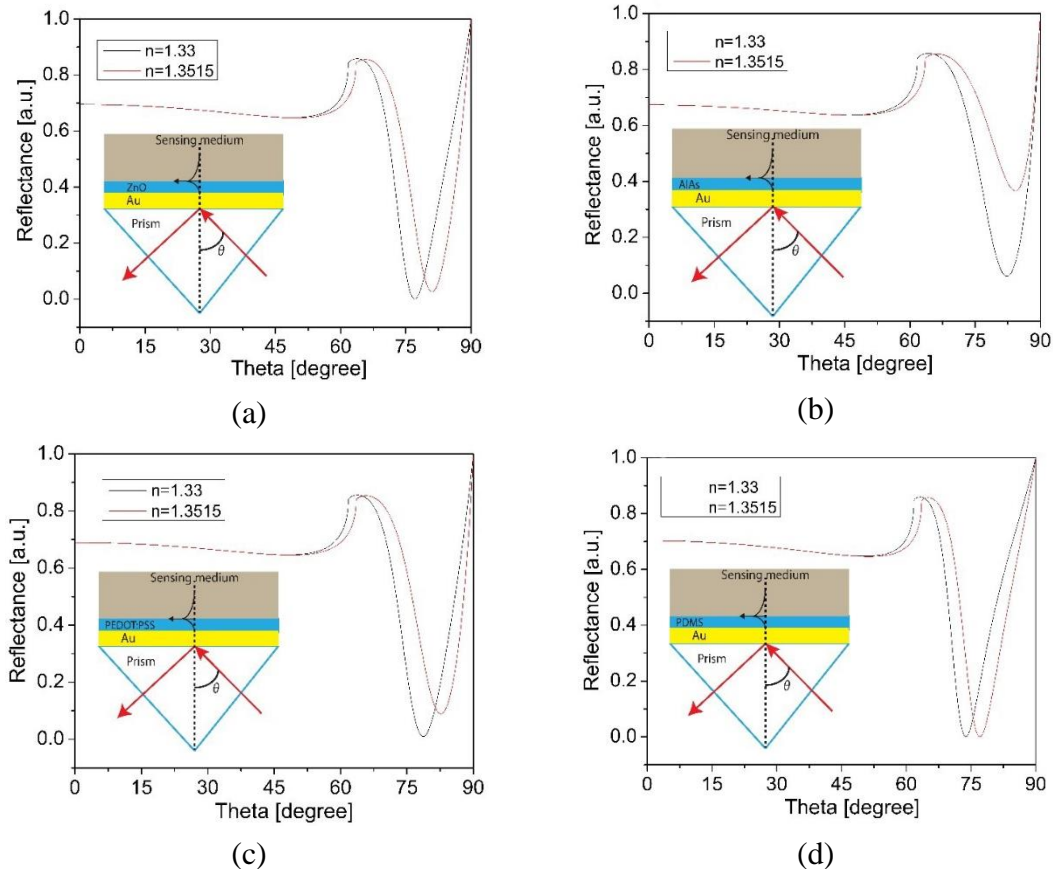 1.0
0.8
0.6
0.4
0.2
0.0
Reflectance [a.u.]
n=1.33
n=1.3515
Sensing medium
ZnO
Au
Prism
θ
0 15 30 45 60 75 90
Theta [degree]
(a)
1.0
0.8
0.6
0.4
0.2
0.0
Reflectance [a.u.]
n=1.33
n=1.3515
Sensing medium
AlAs
Au
Prism
θ
0 15 30 45 60 75 90
Theta [degree]
(b)
1.0
0.8
0.6
0.4
0.2
0.0
Reflectance [a.u.]
n=1.33
n=1.3515
Sensing medium
PEDOT:PSS
Au
Prism
θ
0 15 30 45 60 75 90
Theta [degree]
(c)
1.0
0.8
0.6
0.4
0.2
0.0
Reflectance [a.u.]
n=1.33
n=1.3515
Sensing medium
PDMS
Au
Prism
θ
0 15 30 45 60 75 90
Theta [degree]
(d)